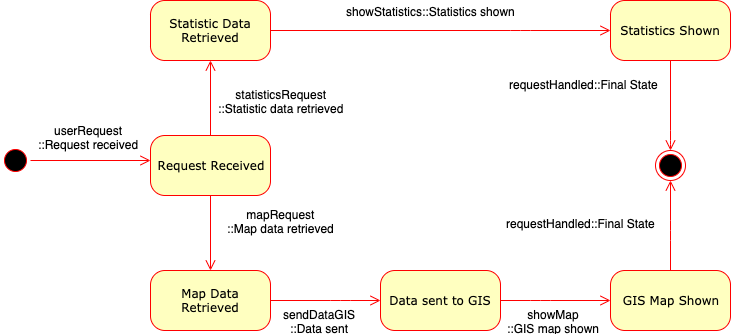 Statistic Data
Retrieved
showStatistics::Statistics shown
Statistics Shown
statisticsRequest
::Statistic data retrieved
requestHandled::Final State
userRequest
::Request received
Request Received
mapRequest
::Map data retrieved
requestHandled::Final State
Map Data
Retrieved
sendDataGIS
::Data sent
Data sent to GIS
showMap
::GIS map shown
GIS Map Shown